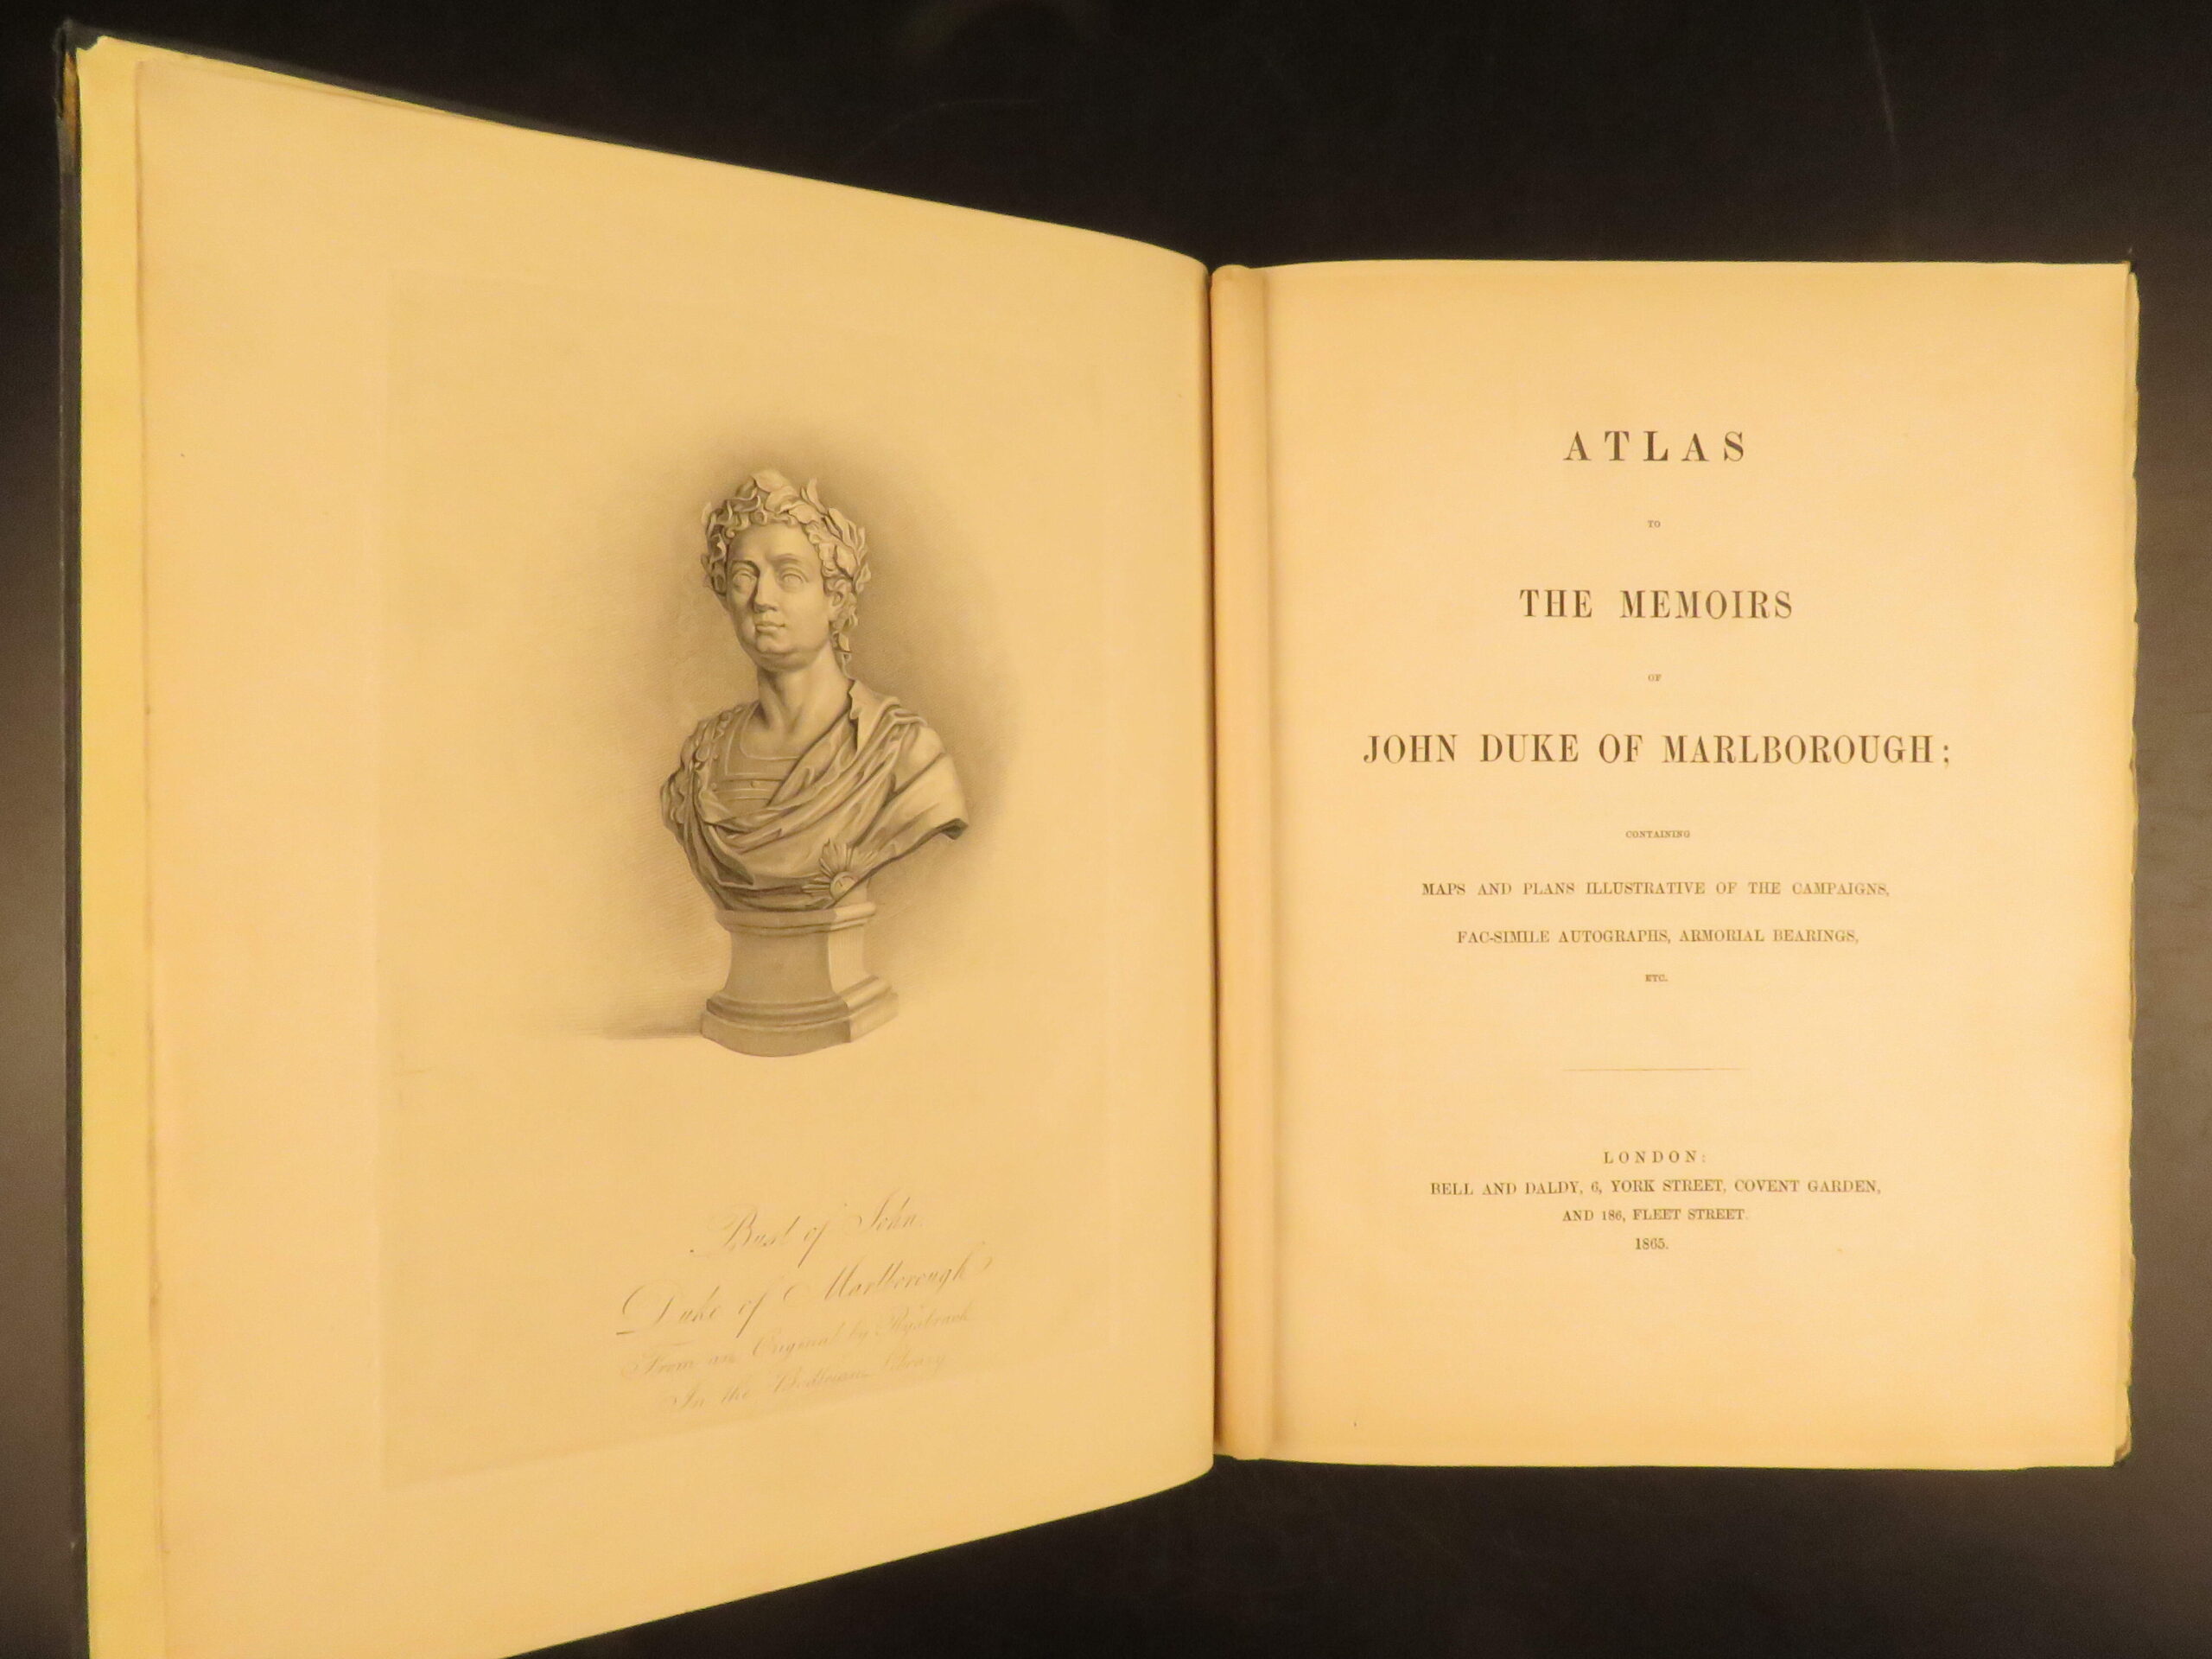 Bust of John
Duke of Marlborough
From an Original by Rysbrack
In the Bodleian Library
ATLAS
TO
THE MEMOIRS
OF
JOHN DUKE OF MARLBOROUGH;
CONTAINING
MAPS AND PLANS ILLUSTRATIVE OF THE CAMPAIGNS,
FAC-SIMILE AUTOGRAPHS, ARMORIAL BEARINGS,
ETC.
LONDON:
BELL AND DALDY, 6, YORK STREET, COVENT GARDEN,
AND 186, FLEET STREET.
1865.